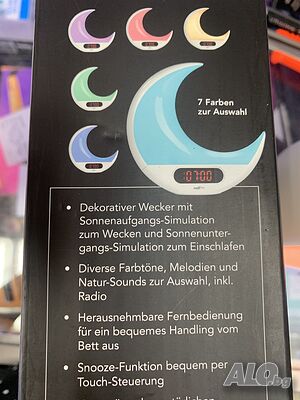 7 Farben
zur Auswahl
07:00
• Dekorativer Wecker mit
Sonnenaufgangs-Simulation
zum Wecken und Sonnenunter-
gangs-Simulation zum Einschlafen
• Diverse Farbtöne, Melodien und
Natur-Sounds zur Auswahl, inkl.
Radio
• Herausnehmbare Fernbedienung
für ein bequemes Handling vom
Bett aus
• Snooze-Funktion bequem per
Touch-Steuerung
ALO.bg